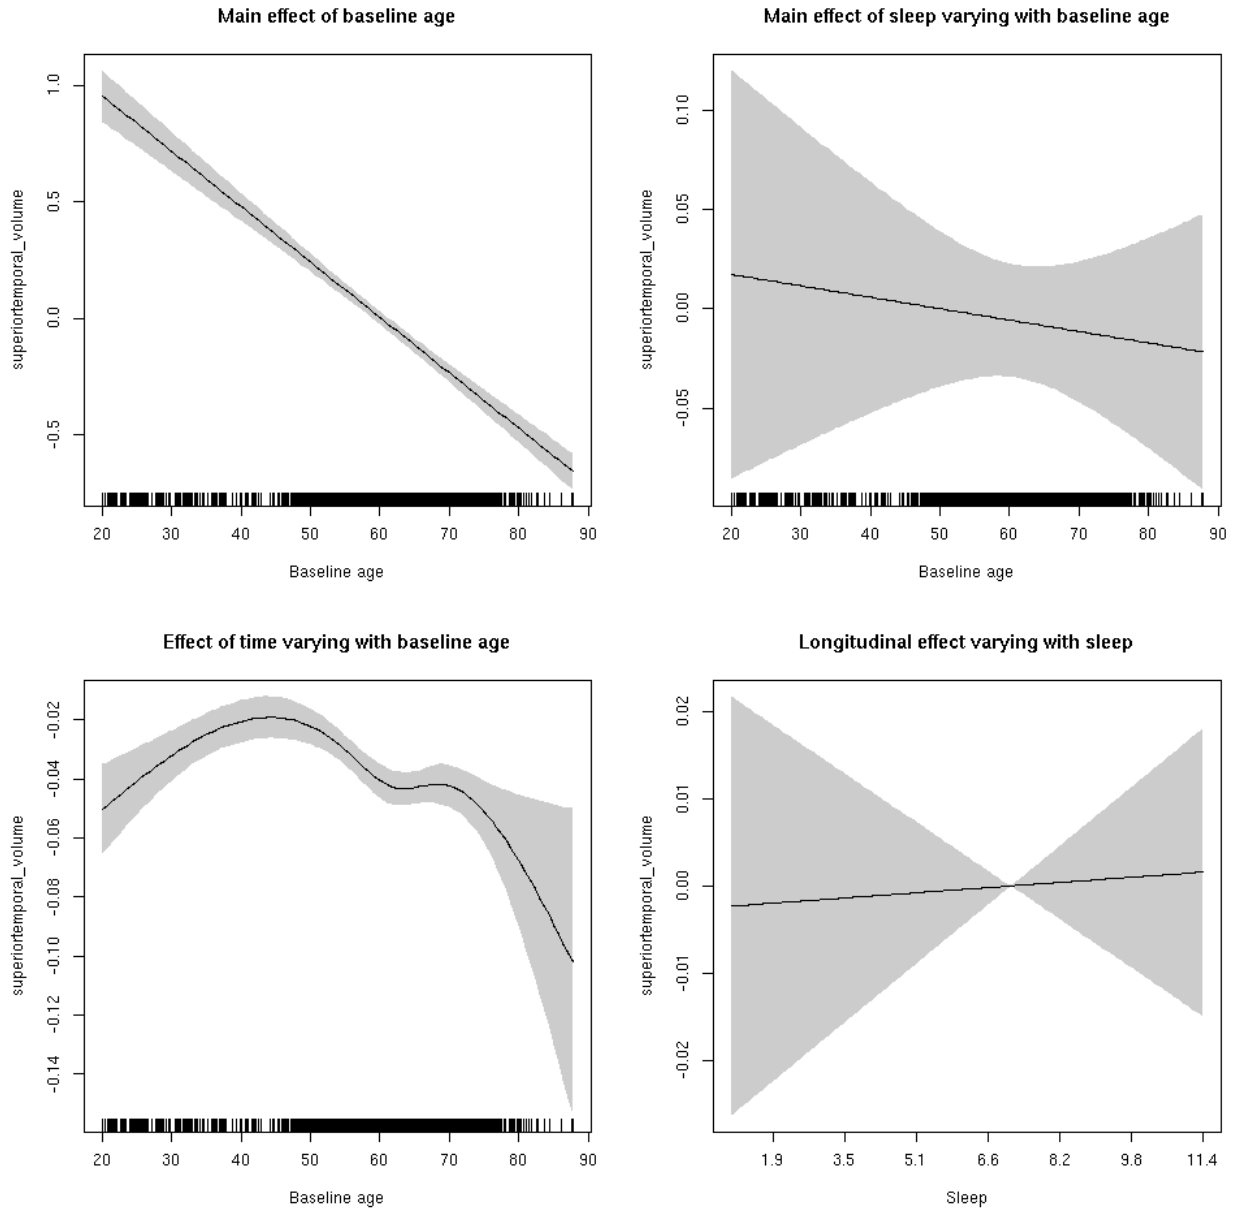 Main effect of baseline age
superiortemporal_volume
1.0
0.5
0.0
-0.5
20 30 40 50 60 70 80 90
Baseline age
Main effect of sleep varying with baseline age
superiortemporal_volume
0.10
0.05
0.00
-0.05
20 30 40 50 60 70 80 90
Baseline age
Effect of time varying with baseline age
superiortemporal_volume
-0.02
-0.04
-0.06
-0.08
-0.10
-0.12
-0.14
20 30 40 50 60 70 80 90
Baseline age
Longitudinal effect varying with sleep
superiortemporal_volume
0.02
0.01
0.00
-0.01
-0.02
1.9 3.5 5.1 6.6 8.2 9.8 11.4
Sleep